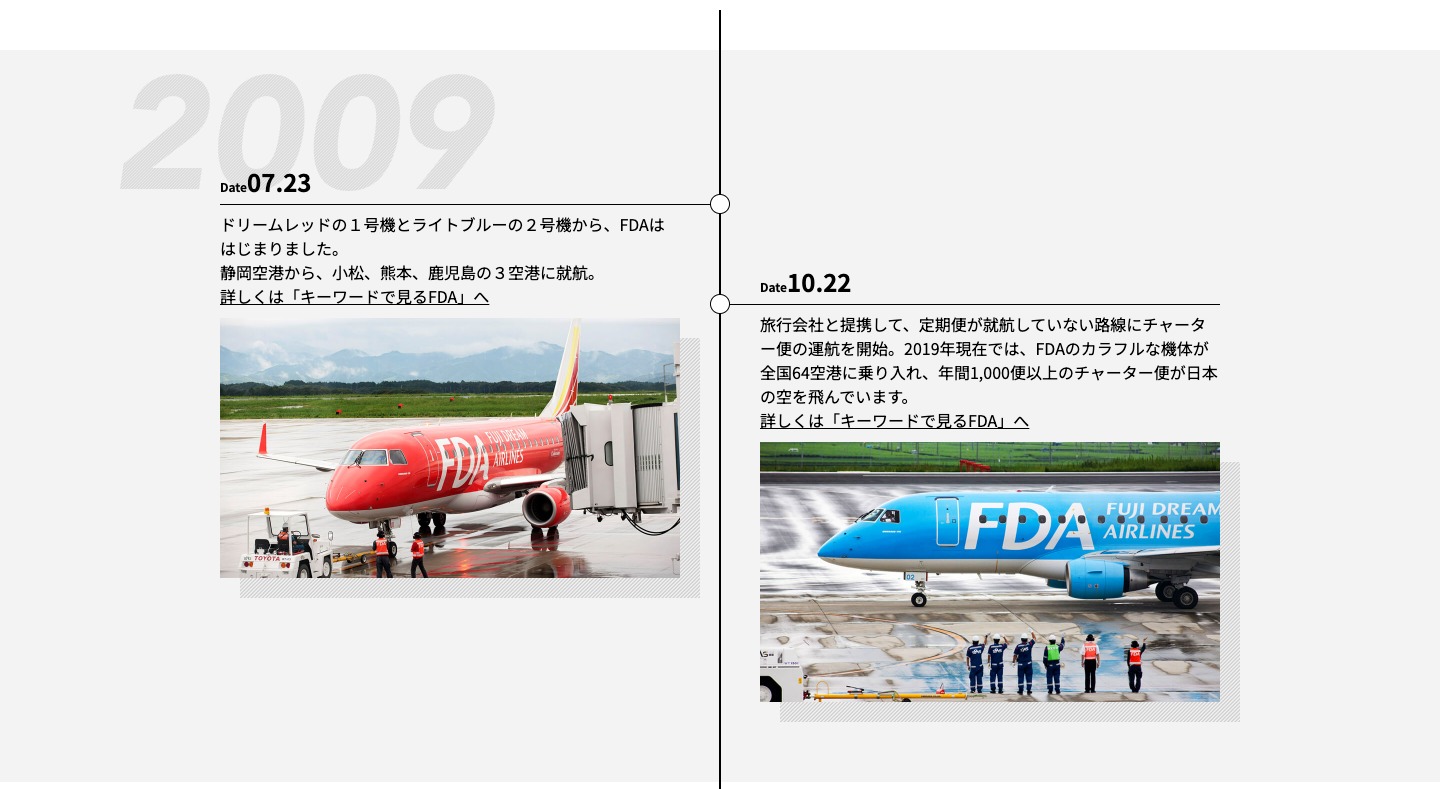 2009
Date07.23
ドリームレッドの１号機とライトブルーの２号機から、FDAは
はじまりました。
静岡空港から、小松、熊本、鹿児島の３空港に就航。
詳しくは「キーワードで見るFDA」へ
FDA FUJI DREAM
AIRLINES
TOYOTA
Date10.22
旅行会社と提携して、定期便が就航していない路線にチャータ
ー便の運航を開始。2019年現在では、FDAのカラフルな機体が
全国64空港に乗り入れ、年間1,000便以上のチャーター便が日本
の空を飛んでいます。
詳しくは「キーワードで見るFDA」へ
FDA FUJI DREAM
AIRLINES
02